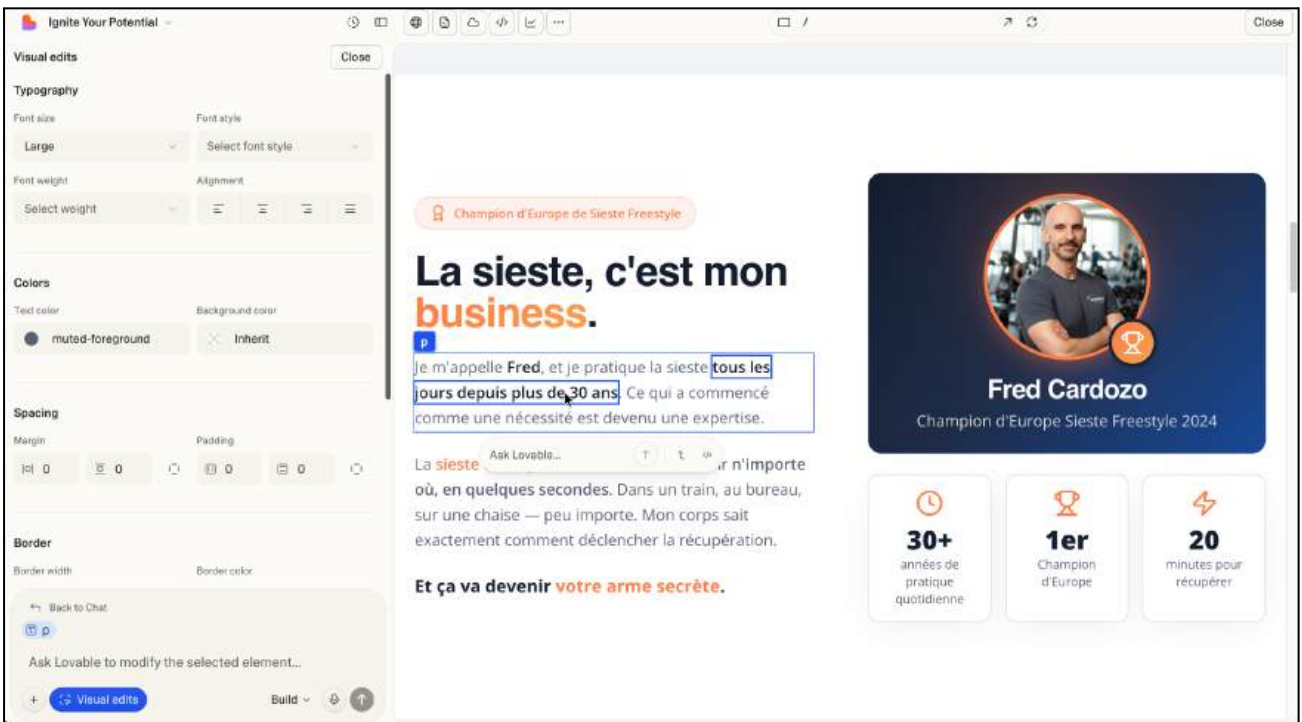 Ignite Your Potential
/
Close
Visual edits
Close
Typography
Font size
Font style
Large
Select font style
Font weight
Alignment
Select weight
Colors
Text color
Background color
muted-foreground
Inherit
Spacing
Margin
Padding
0
0
0
0
Border
Border width
Border color
Back to Chat
p
Ask Lovable to modify the selected element...
Visual edits
Build
Champion d'Europe de Sieste Freestyle
La sieste, c'est mon
business.
p
Je m'appelle Fred, et je pratique la sieste tous les
jours depuis plus de 30 ans. Ce qui a commencé
comme une nécessité est devenu une expertise.
Ask Lovable...
La sieste
n'importe
où, en quelques secondes. Dans un train, au bureau,
sur une chaise — peu importe. Mon corps sait
exactement comment déclencher la récupération.
Et ça va devenir votre arme secrète.
Fred Cardozo
Champion d'Europe Sieste Freestyle 2024
30+
années de
pratique
quotidienne
1er
Champion
d'Europe
20
minutes pour
récupérer